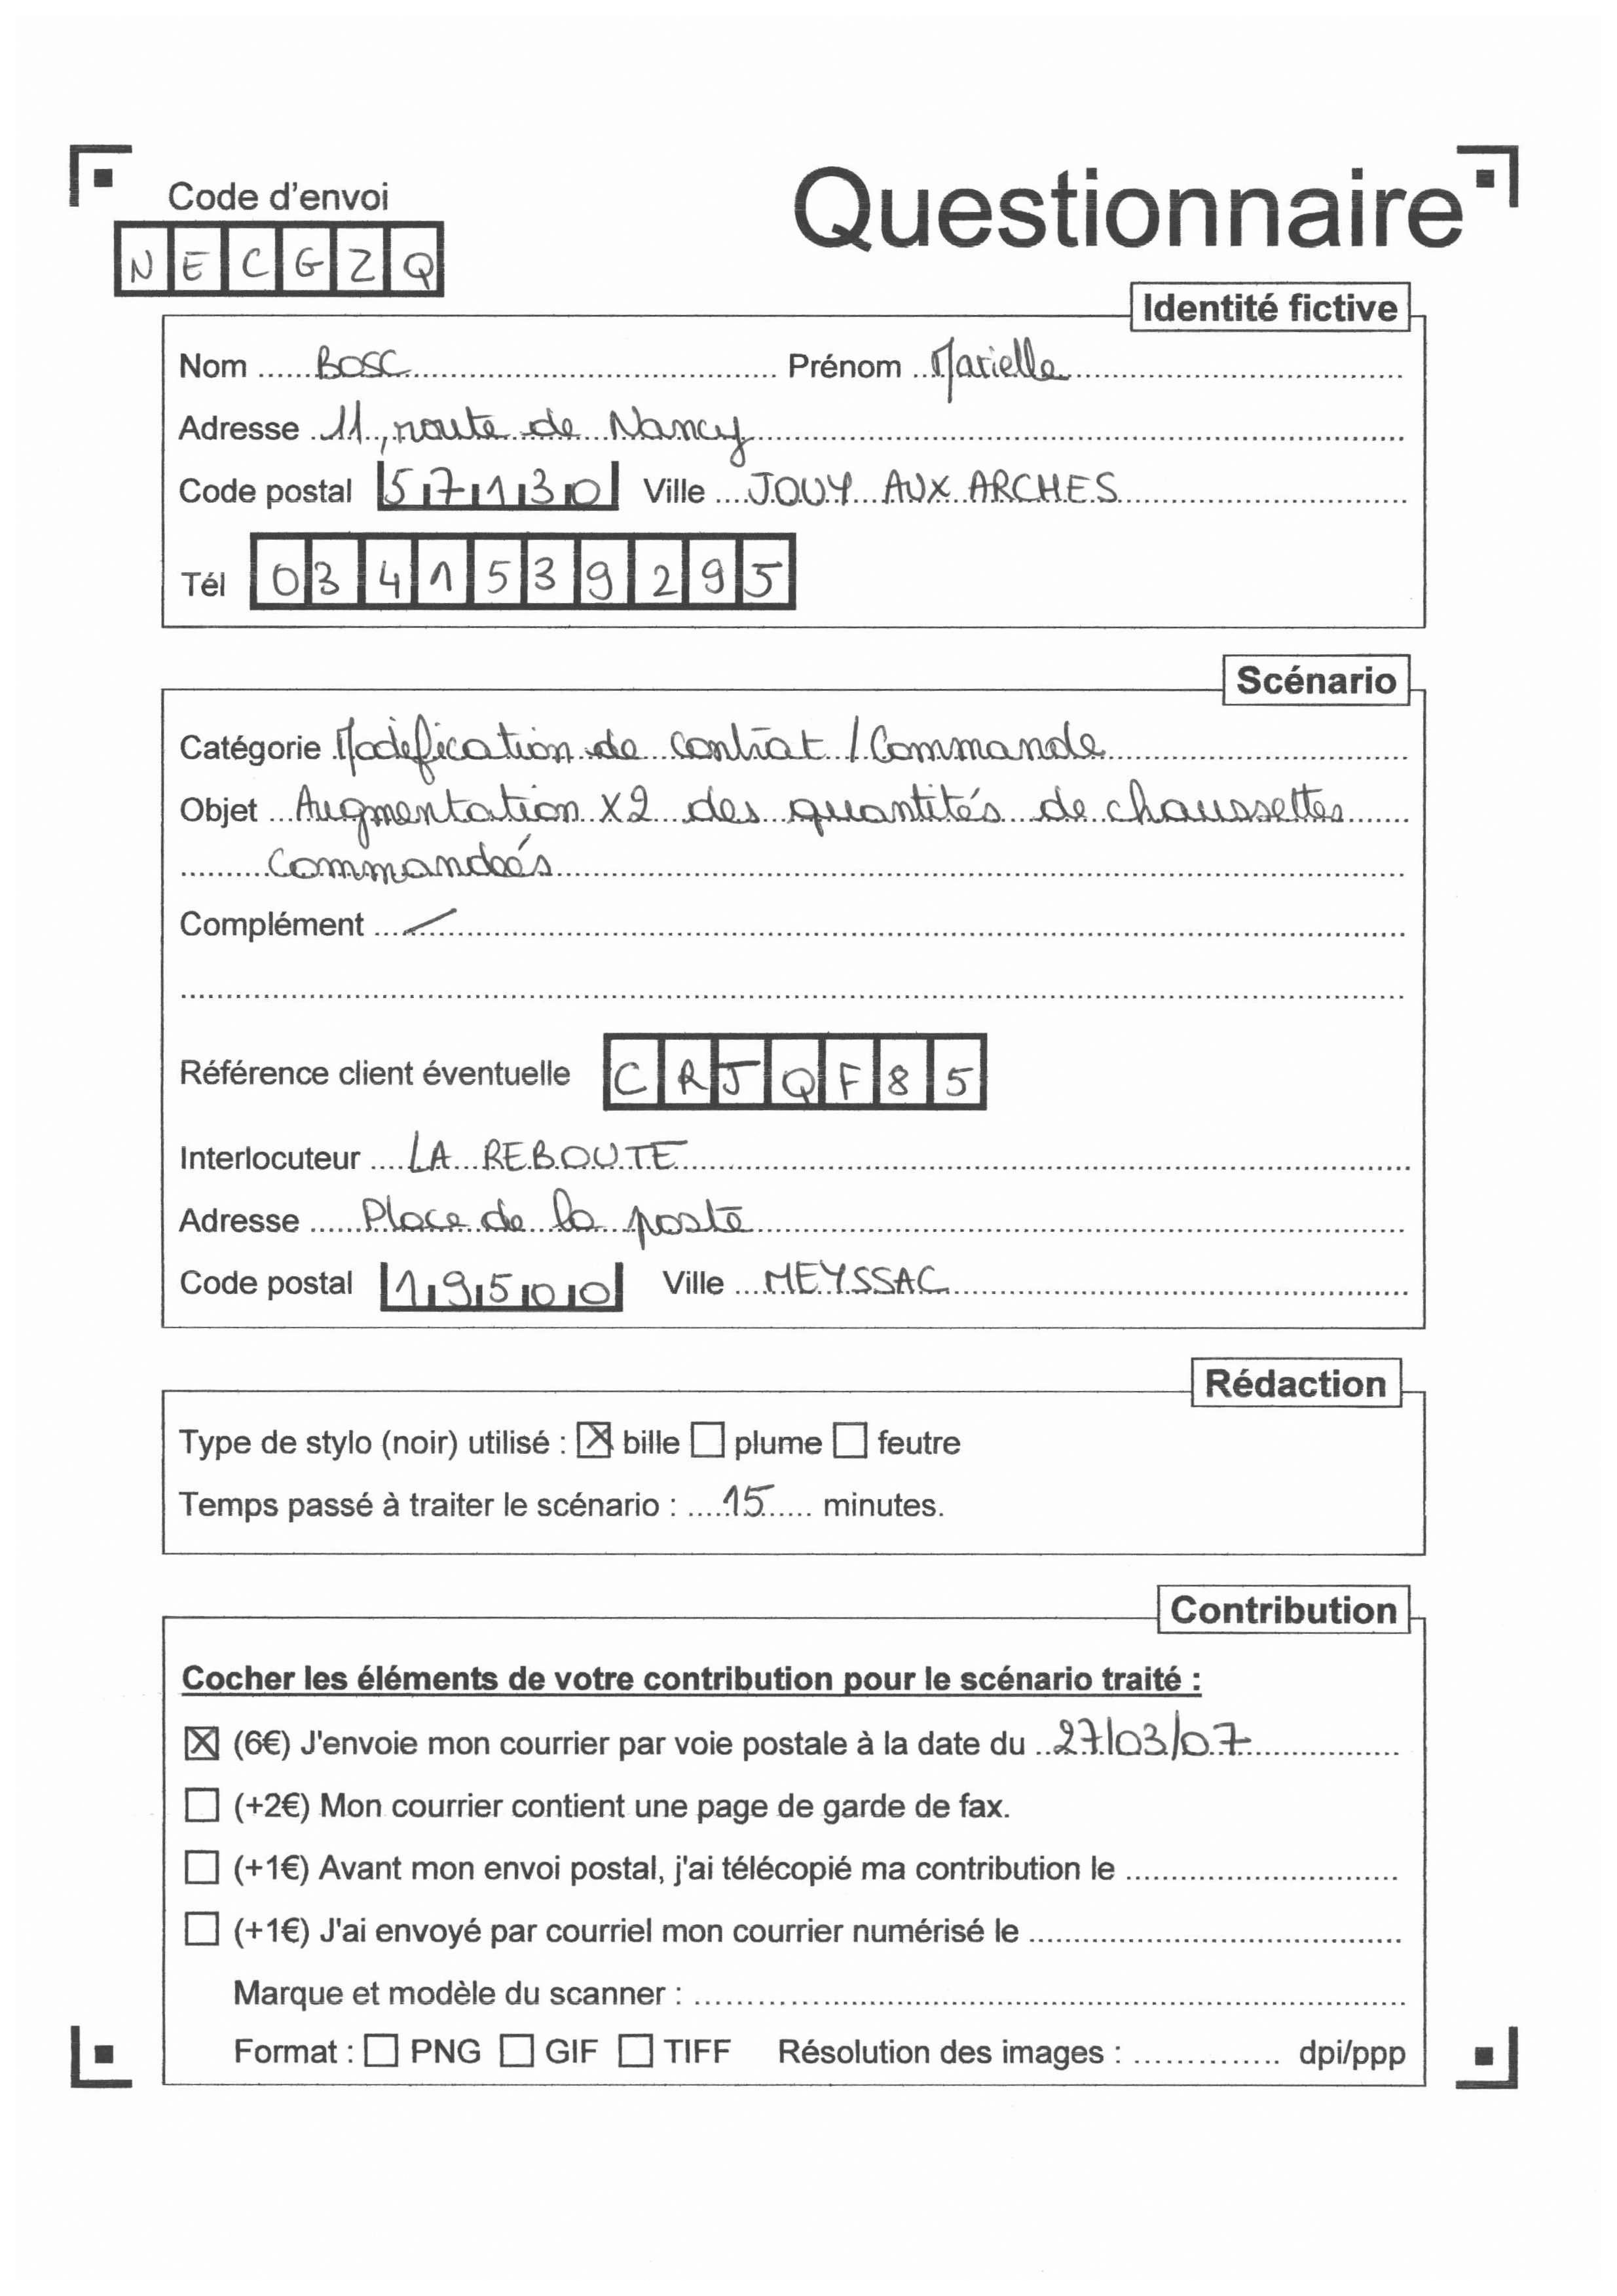 Questionnaire
Code d'envoi
NECGZQ
Identité fictive
Nom ...... BOSC ...... Prénom .. Marielle ......
Adresse . 11, route de Nancy ......
Code postal 57130 Ville .... JOUY AUX ARCHES ......
Tél 0341539295
Scénario
Catégorie . Modification de contrat / Commande ......
Objet ... Augmentation x2 des quantités de chaussettes ......
......... Commandées ......
Complément ... / ......
Référence client éventuelle CRJQF85
Interlocuteur .... LA REBOUTE ......
Adresse ...... Place de la poste ......
Code postal 19500 Ville ... MEYSSAC ......
Rédaction
Type de stylo (noir) utilisé : ☒ bille ☐ plume ☐ feutre
Temps passé à traiter le scénario : .... 15 ...... minutes.
Contribution
Cocher les éléments de votre contribution pour le scénario traité :
☒ (6€) J'envoie mon courrier par voie postale à la date du .. 27/03/07 ......
☐ (+2€) Mon courrier contient une page de garde de fax.
☐ (+1€) Avant mon envoi postal, j'ai télécopié ma contribution le ......
☐ (+1€) J'ai envoyé par courriel mon courrier numérisé le ......
Marque et modèle du scanner : ......
Format : ☐ PNG ☐ GIF ☐ TIFF Résolution des images : .............. dpi/ppp